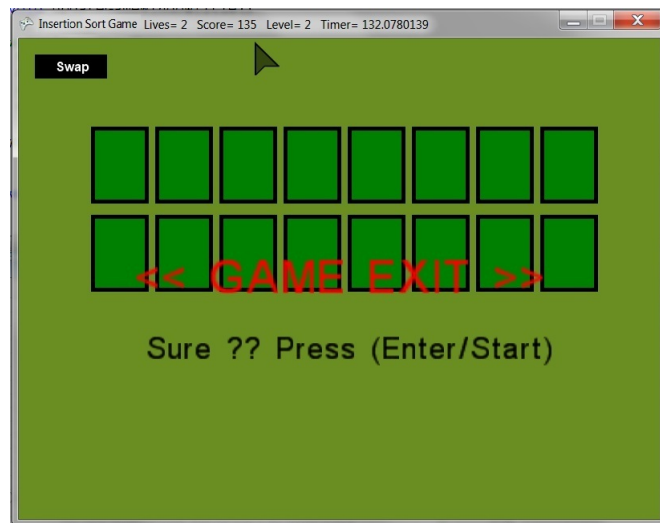 Insertion Sort Game Lives= 2 Score= 135 Level= 2 Timer= 132.0780139
Swap
<< GAME EXIT >>
Sure ?? Press (Enter/Start)